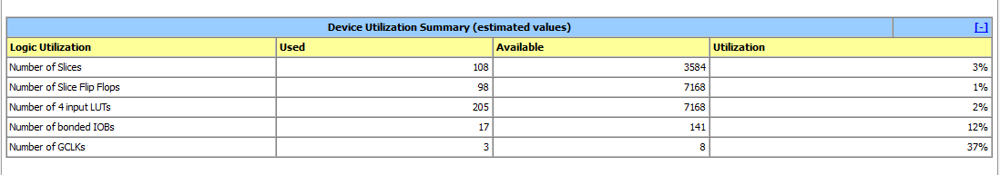 Device Utilization Summary (estimated values) [-]
Logic Utilization Used Available Utilization
Number of Slices 108 3584 3%
Number of Slice Flip Flops 98 7168 1%
Number of 4 input LUTs 205 7168 2%
Number of bonded IOBs 17 141 12%
Number of GCLKs 3 8 37%